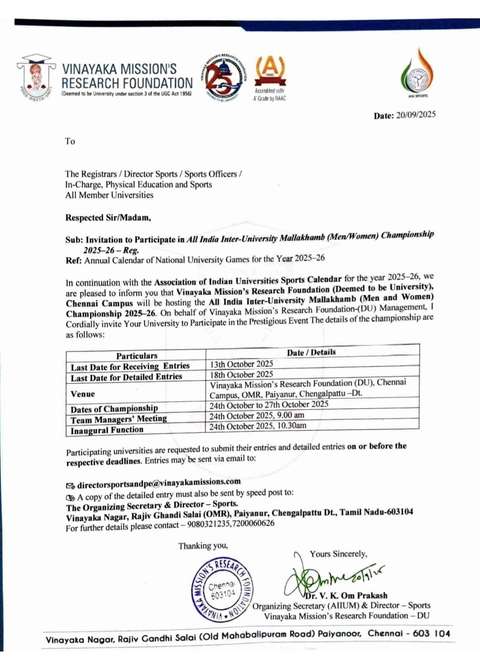 VINAYAKA MISSION'S
RESEARCH FOUNDATION
(Deemed to be University under section 3 of the UGC Act 1956)
25
A
Accredited with
A⁺ Grade by NAAC
Date: 20/09/2025
To
The Registrars / Director Sports / Sports Officers /
In-Charge, Physical Education and Sports
All Member Universities
Respected Sir/Madam,
Sub: Invitation to Participate in All India Inter-University Mallakhamb (Men/Women) Championship
2025–26 – Reg.
Ref: Annual Calendar of National University Games for the Year 2025–26
In continuation with the Association of Indian Universities Sports Calendar for the year 2025–26, we
are pleased to inform you that Vinayaka Mission's Research Foundation (Deemed to be University),
Chennai Campus will be hosting the All India Inter-University Mallakhamb (Men and Women)
Championship 2025–26. On behalf of Vinayaka Mission's Research Foundation-(DU) Management, I
Cordially invite Your University to Participate in the Prestigious Event The details of the championship are
as follows:
Particulars Date / Details
Last Date for Receiving Entries 13th October 2025
Last Date for Detailed Entries 18th October 2025
Venue Vinayaka Mission's Research Foundation (DU), Chennai
Campus, OMR, Paiyanur, Chengalpattu –Dt.
Dates of Championship 24th October to 27th October 2025
Team Managers' Meeting 24th October 2025, 9.00 am
Inaugural Function 24th October 2025, 10.30am
Participating universities are requested to submit their entries and detailed entries on or before the
respective deadlines. Entries may be sent via email to:
directorsportsandpe@vinayakamissions.com
A copy of the detailed entry must also be sent by speed post to:
The Organizing Secretary & Director – Sports.
Vinayaka Nagar, Rajiv Ghandi Salai (OMR), Paiyanur, Chengalpattu Dt., Tamil Nadu-603104
For further details please contact – 9080321235,7200060626
Thanking you,
Yours Sincerely,
MISSION'S RESEARCH FOUNDATION
Chennai
603104
VINAYAKA
20/9/25
Dr. V. K. Om Prakash
Organizing Secretary (AIIUM) & Director – Sports
Vinayaka Mission's Research Foundation – DU
Vinayaka Nagar, Rajiv Gandhi Salai (Old Mahabalipuram Road) Paiyanoor, Chennai - 603 104